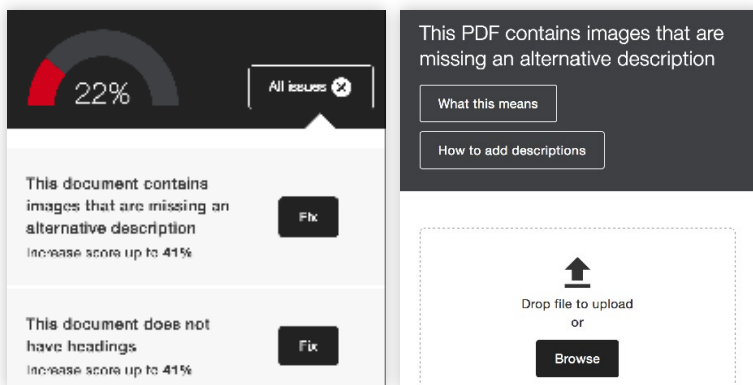 22%
All issues
This document contains
images that are missing an
alternative description
Increase score up to 41%
Fix
This document does not
have headings
Increase score up to 41%
Fix
This PDF contains images that are
missing an alternative description
What this means
How to add descriptions
Drop file to upload
or
Browse